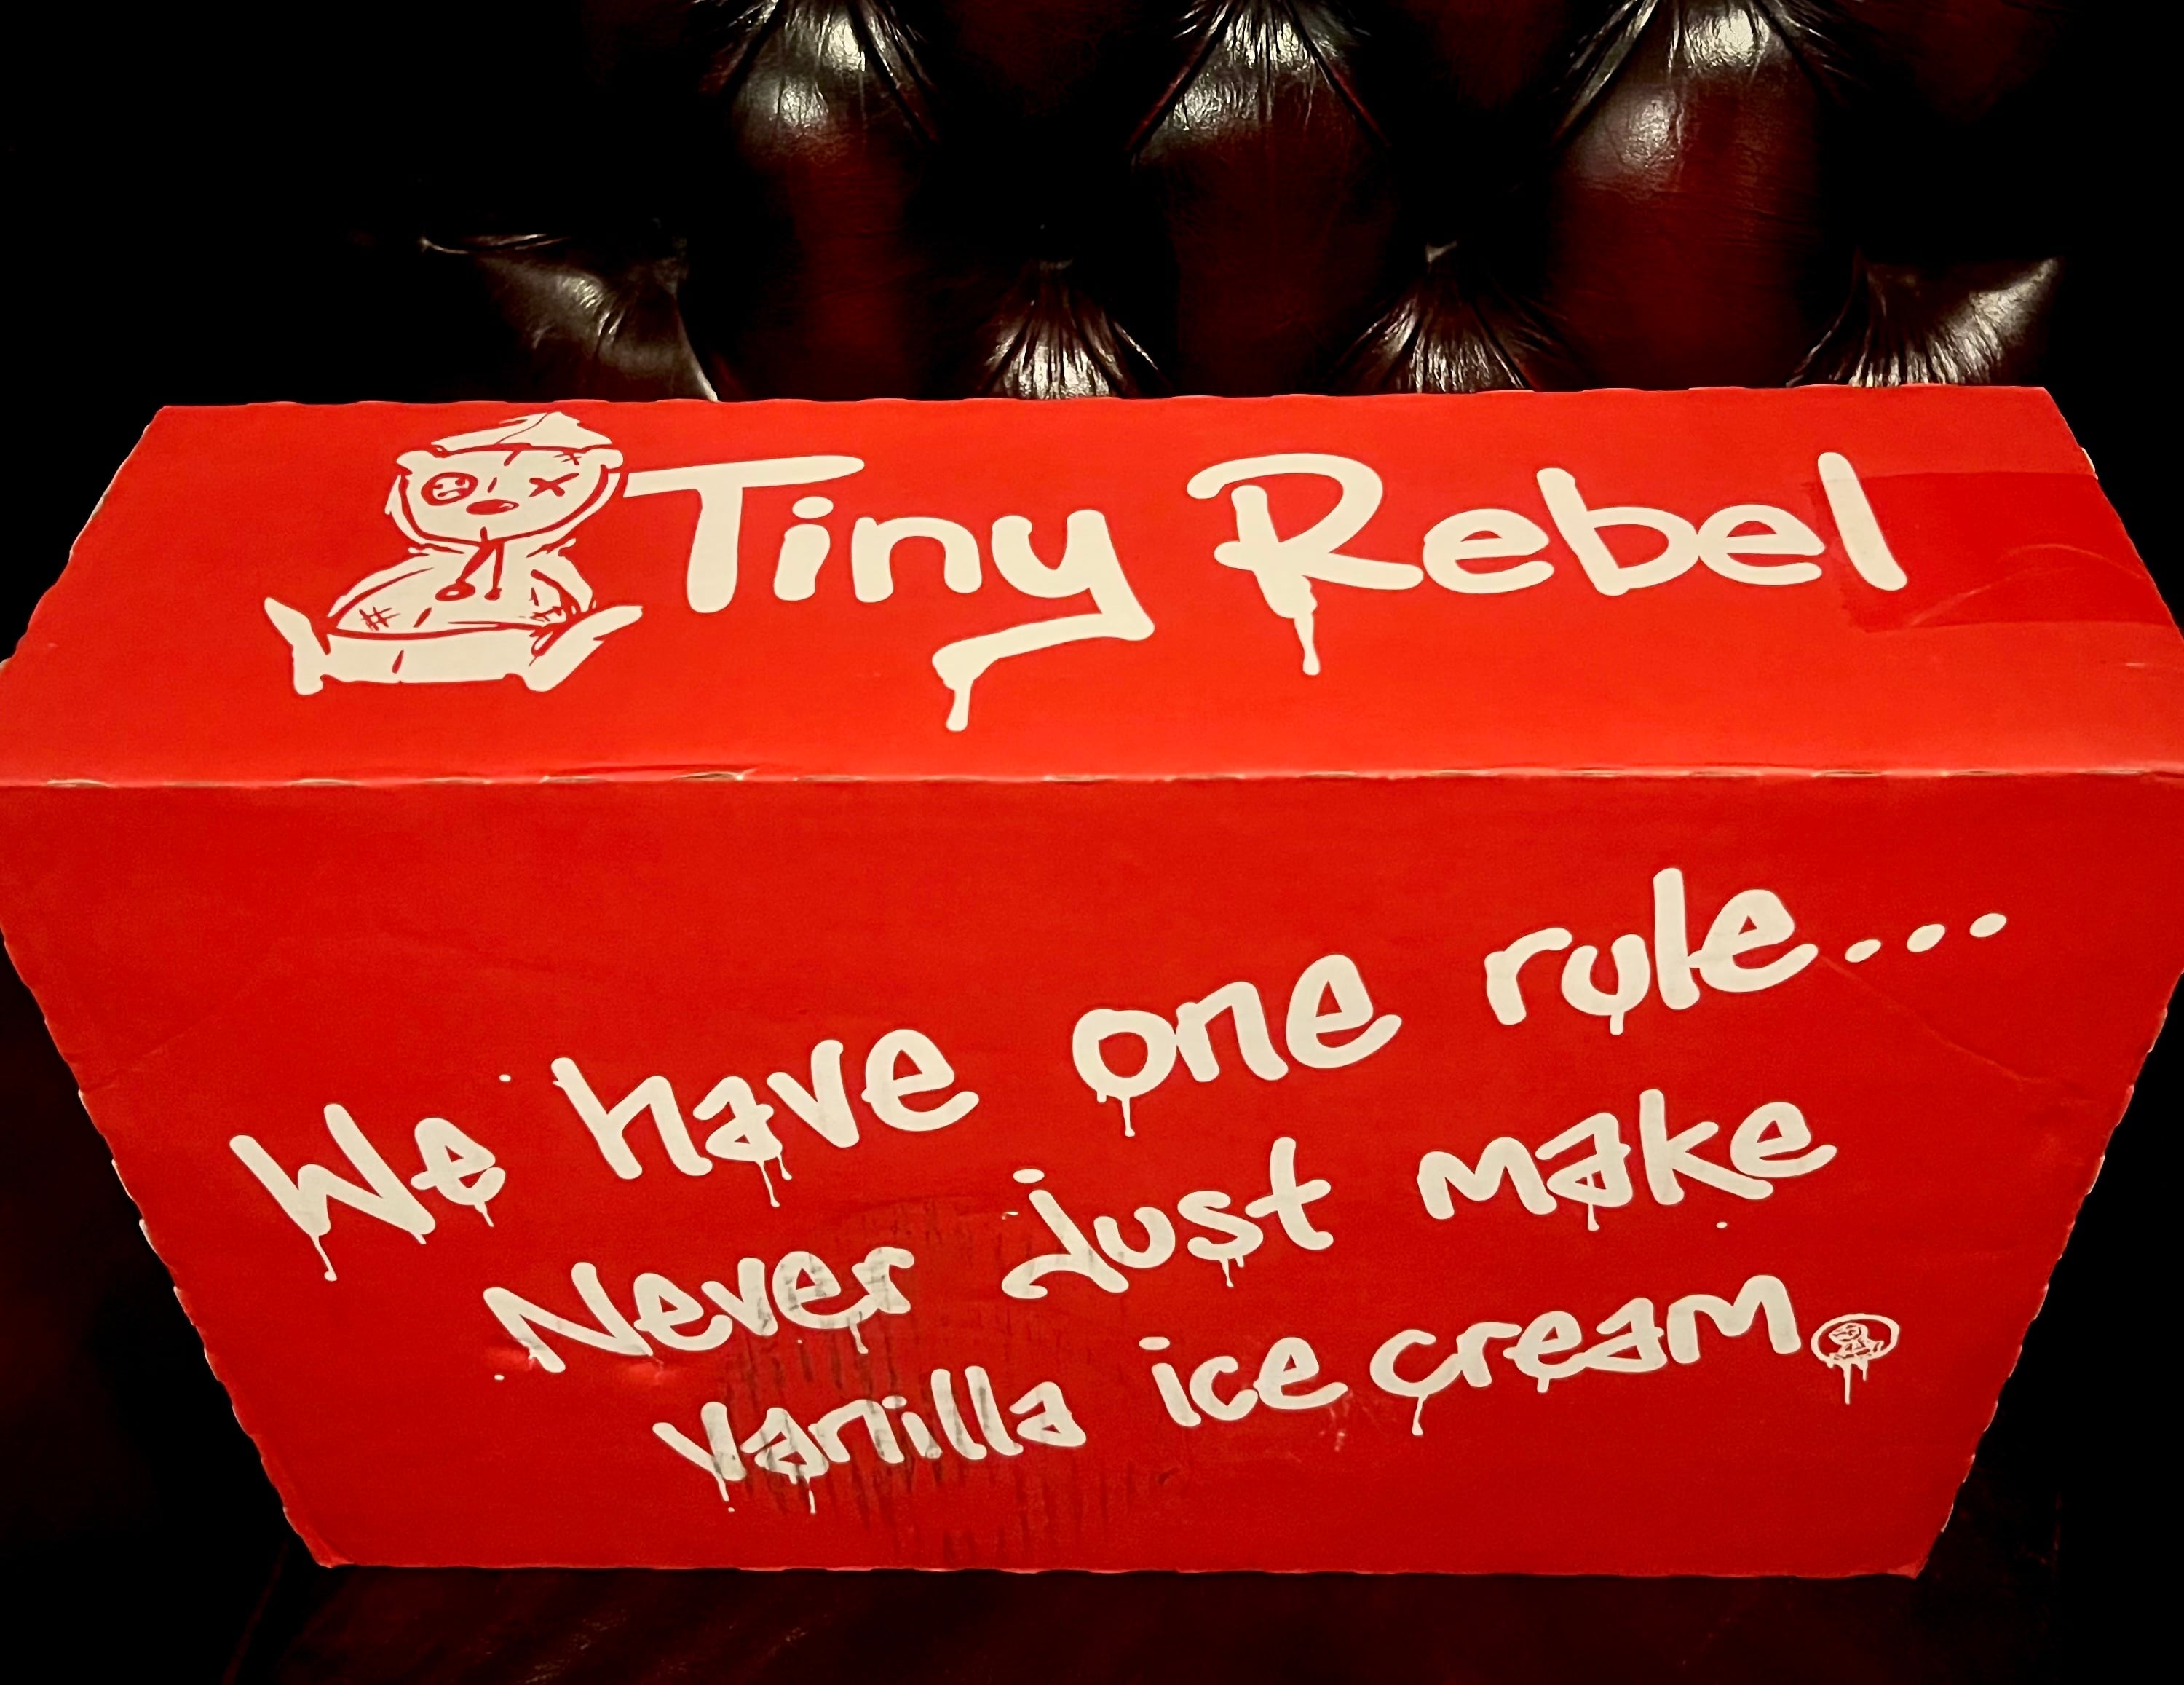 Tiny Rebel
We have one rule...
Never just make
vanilla ice cream.